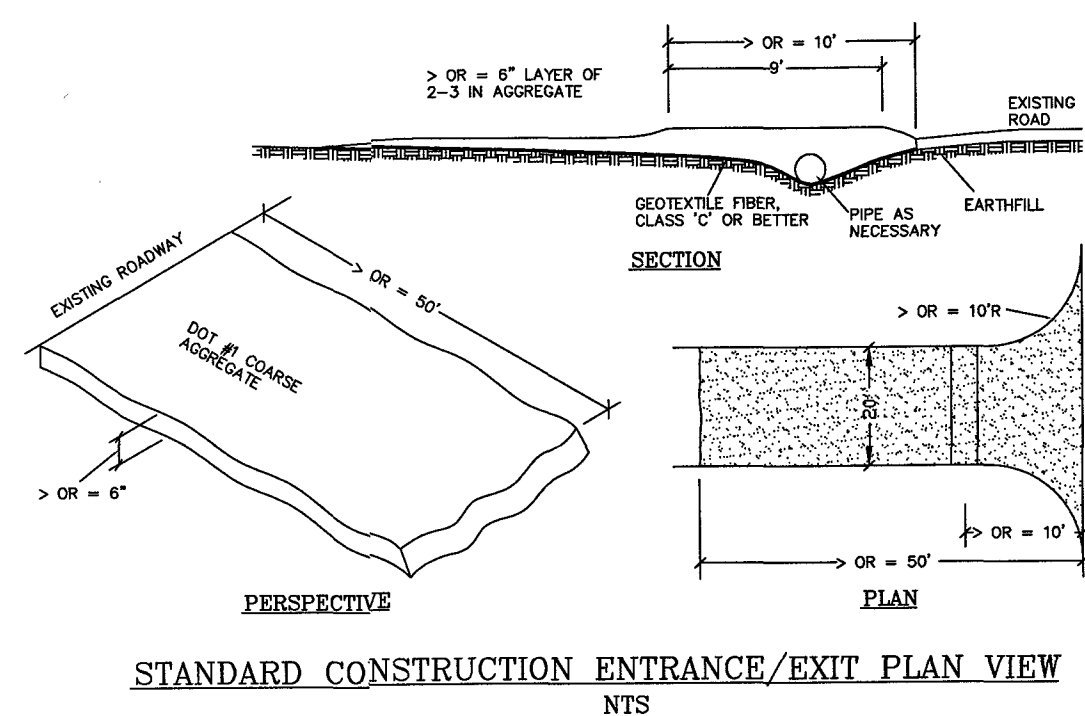 > OR = 10'
9'
> OR = 6" LAYER OF
2-3 IN AGGREGATE
EXISTING
ROAD
GEOTEXTILE FIBER,
CLASS 'C' OR BETTER
PIPE AS
NECESSARY
EARTHFILL
SECTION
EXISTING ROADWAY
> OR = 50'
DOT #1 COARSE
AGGREGATE
> OR = 6"
PERSPECTIVE
> OR = 10'R
20'
> OR = 10'
> OR = 50'
PLAN
STANDARD CONSTRUCTION ENTRANCE/EXIT PLAN VIEW
NTS